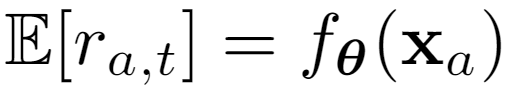 𝔼[r_{a,t}] = f_𝛉(𝐱_a)